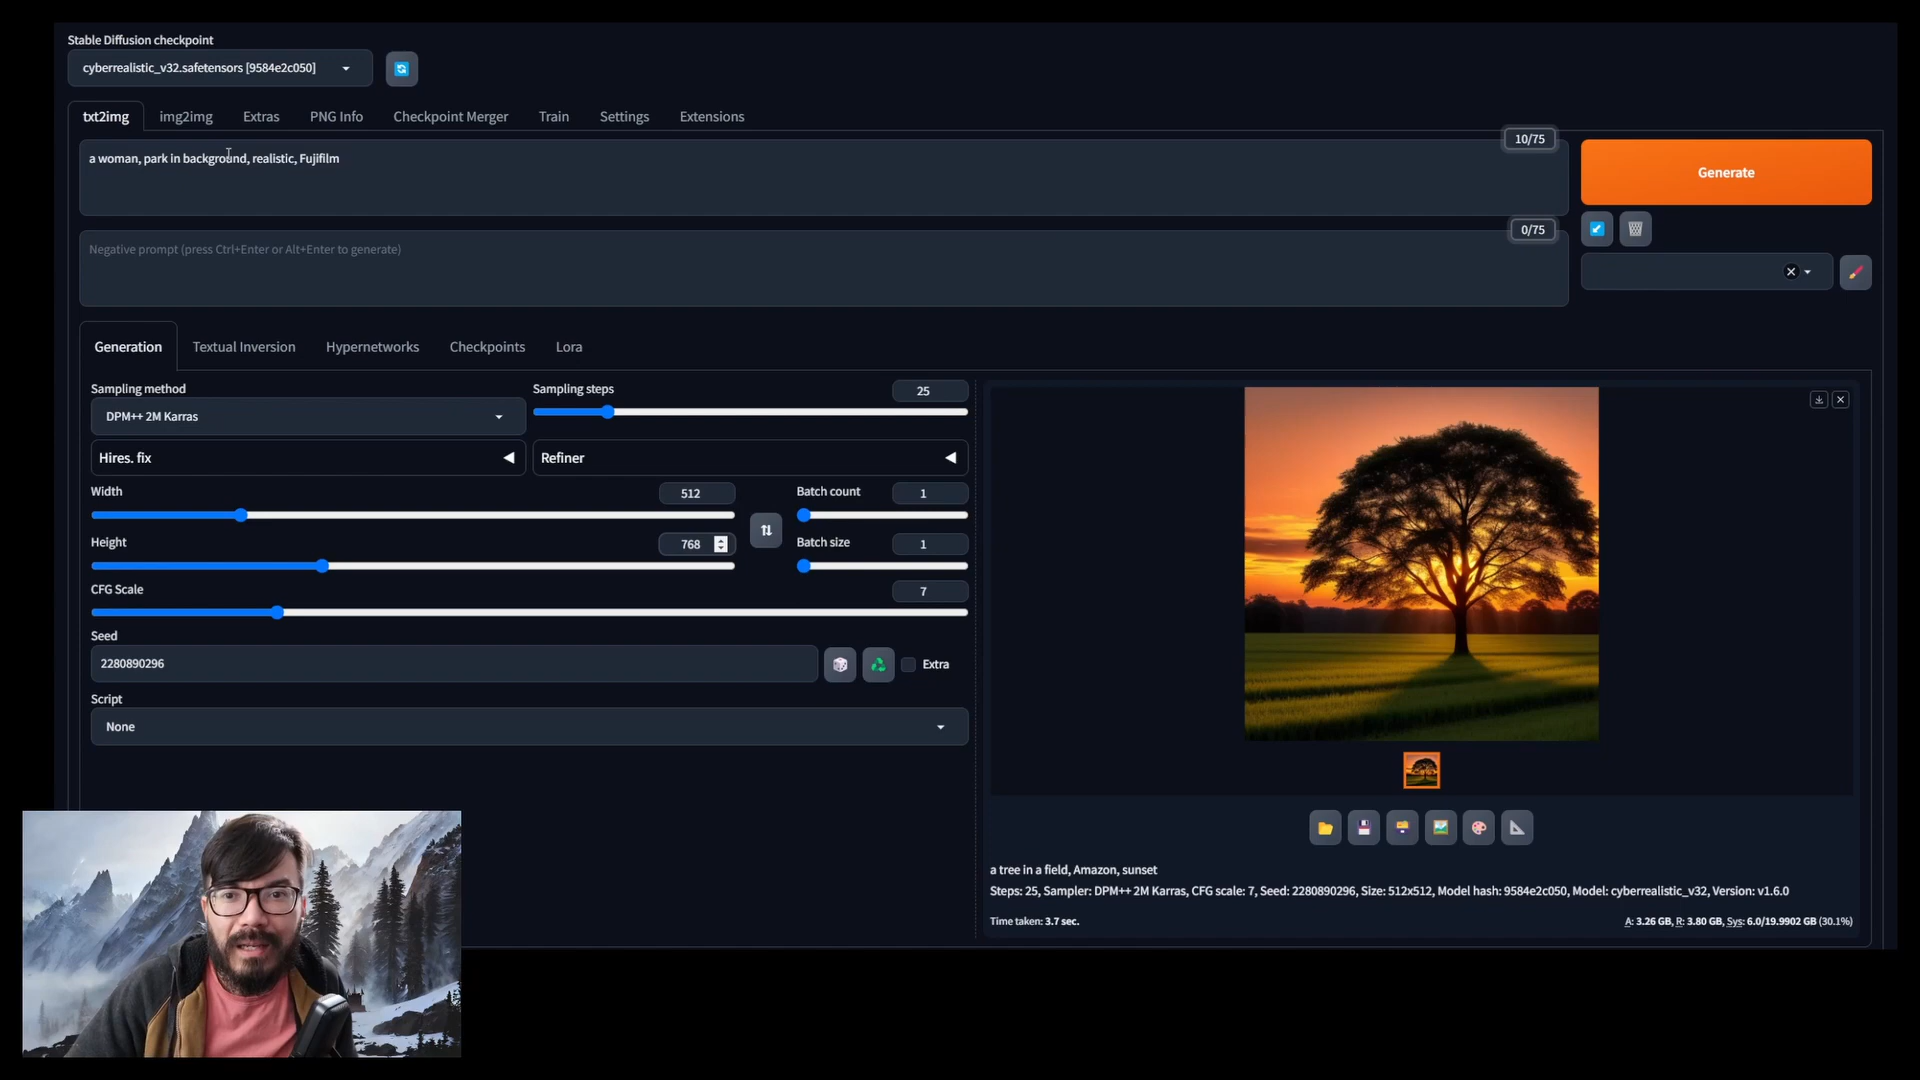 Stable Diffusion checkpoint
cyberrealistic_v32.safetensors [9584e2c050]
txt2img
img2img
Extras
PNG Info
Checkpoint Merger
Train
Settings
Extensions
10/75
a woman, park in background, realistic, Fujifilm
Generate
0/75
Negative prompt (press Ctrl+Enter or Alt+Enter to generate)
Generation
Textual Inversion
Hypernetworks
Checkpoints
Lora
Sampling method
DPM++ 2M Karras
Sampling steps
25
Hires. fix
Refiner
Width
512
Batch count
1
Height
768
Batch size
1
CFG Scale
7
Seed
2280890296
Extra
Script
None
a tree in a field, Amazon, sunset
Steps: 25, Sampler: DPM++ 2M Karras, CFG scale: 7, Seed: 2280890296, Size: 512x512, Model hash: 9584e2c050, Model: cyberrealistic_v32, Version: v1.6.0
Time taken: 3.7 sec.
A: 3.26 GB, R: 3.80 GB, Sys: 6.0/19.9902 GB (30.1%)